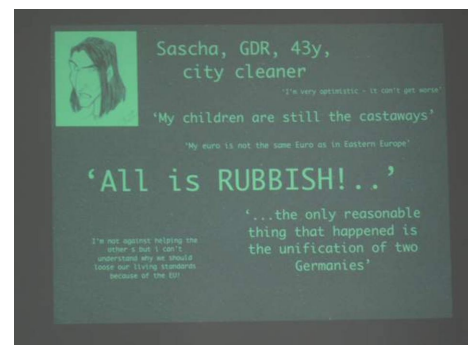 Sascha, GDR, 43y,
city cleaner
'I'm very optimistic - it can't get worse'
'My children are still the castaways'
'My euro is not the same Euro as in Eastern Europe'
'All is RUBBISH!..'
'...the only reasonable
thing that happened is
the unification of two
Germanies'
I'm not against helping the
other s but i can't
understand why we should
loose our living standards
because of the EU!